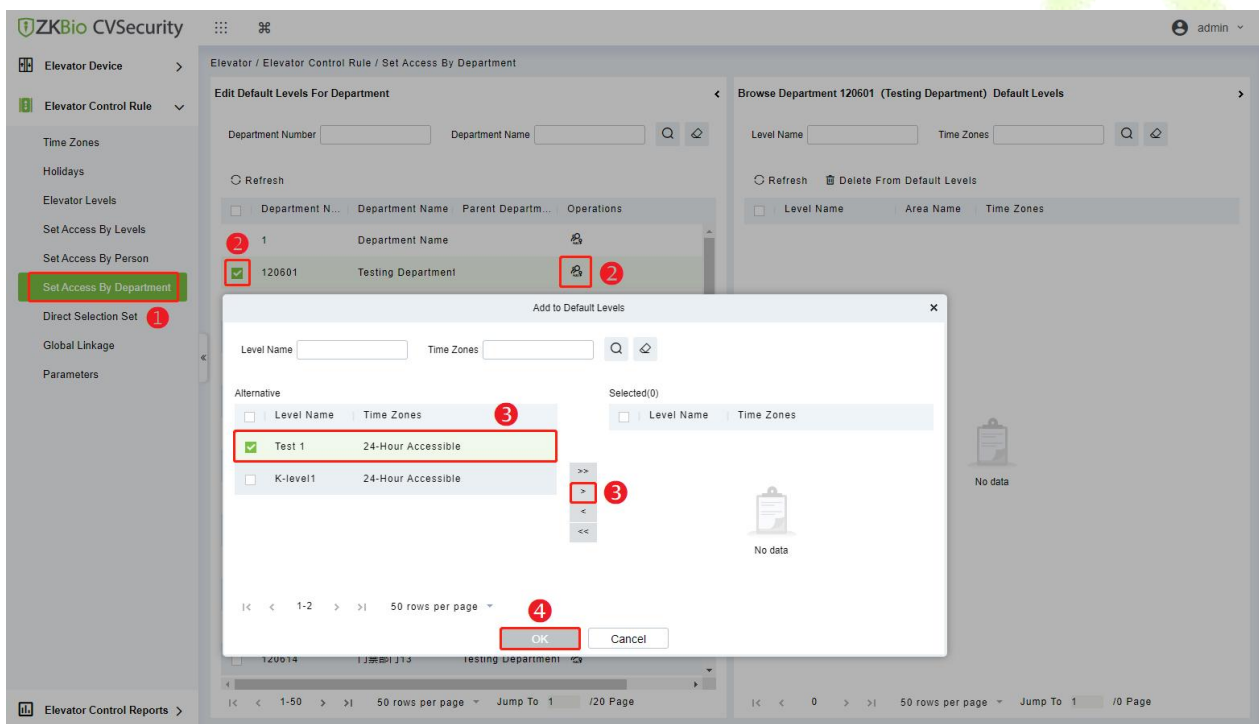 ZKBio CVSecurity
admin
Elevator Device
Elevator Control Rule
Time Zones
Holidays
Elevator Levels
Set Access By Levels
Set Access By Person
Set Access By Department
1
Direct Selection Set
Global Linkage
Parameters
Elevator Control Reports
Elevator / Elevator Control Rule / Set Access By Department
Edit Default Levels For Department
Department Number
Department Name
Refresh
Department N... Department Name Parent Departm... Operations
2 1 Department Name
120601 Testing Department 2
Browse Department 120601 (Testing Department) Default Levels
Level Name
Time Zones
Refresh
Delete From Default Levels
Level Name Area Name Time Zones
No data
Add to Default Levels
Level Name
Time Zones
Alternative
Level Name Time Zones 3
Test 1 24-Hour Accessible
K-level1 24-Hour Accessible
>>
> 3
<
<<
Selected(0)
Level Name Time Zones
No data
|< < 1-2 > >| 50 rows per page
4
OK
Cancel
120614 Testing Department
|< < 1-50 > >| 50 rows per page Jump To 1 /20 Page
|< < 0 > >| 50 rows per page Jump To 1 /0 Page